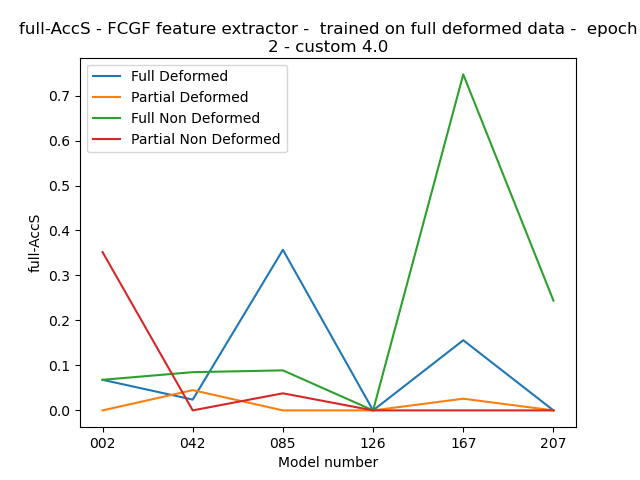 full-AccS - FCGF feature extractor -  trained on full deformed data -  epoch
2 - custom 4.0
Full Deformed
Partial Deformed
Full Non Deformed
Partial Non Deformed
full-AccS
0.7
0.6
0.5
0.4
0.3
0.2
0.1
0.0
002 042 085 126 167 207
Model number